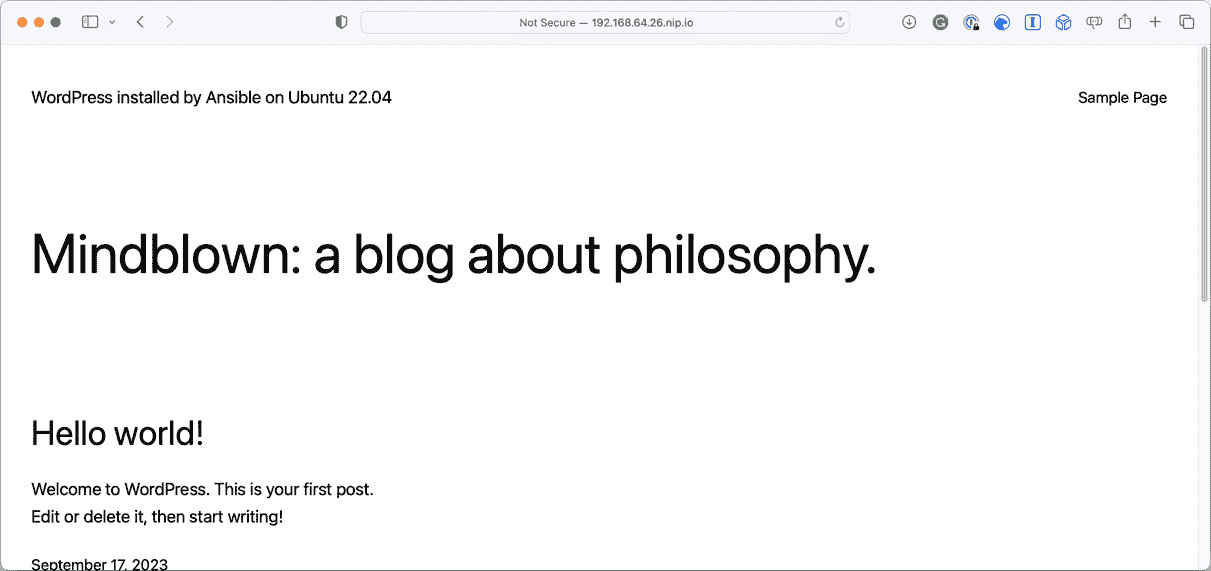 Not Secure — 192.168.64.26.nip.io
WordPress installed by Ansible on Ubuntu 22.04
Sample Page
Mindblown: a blog about philosophy.
Hello world!
Welcome to WordPress. This is your first post.
Edit or delete it, then start writing!
September 17, 2023